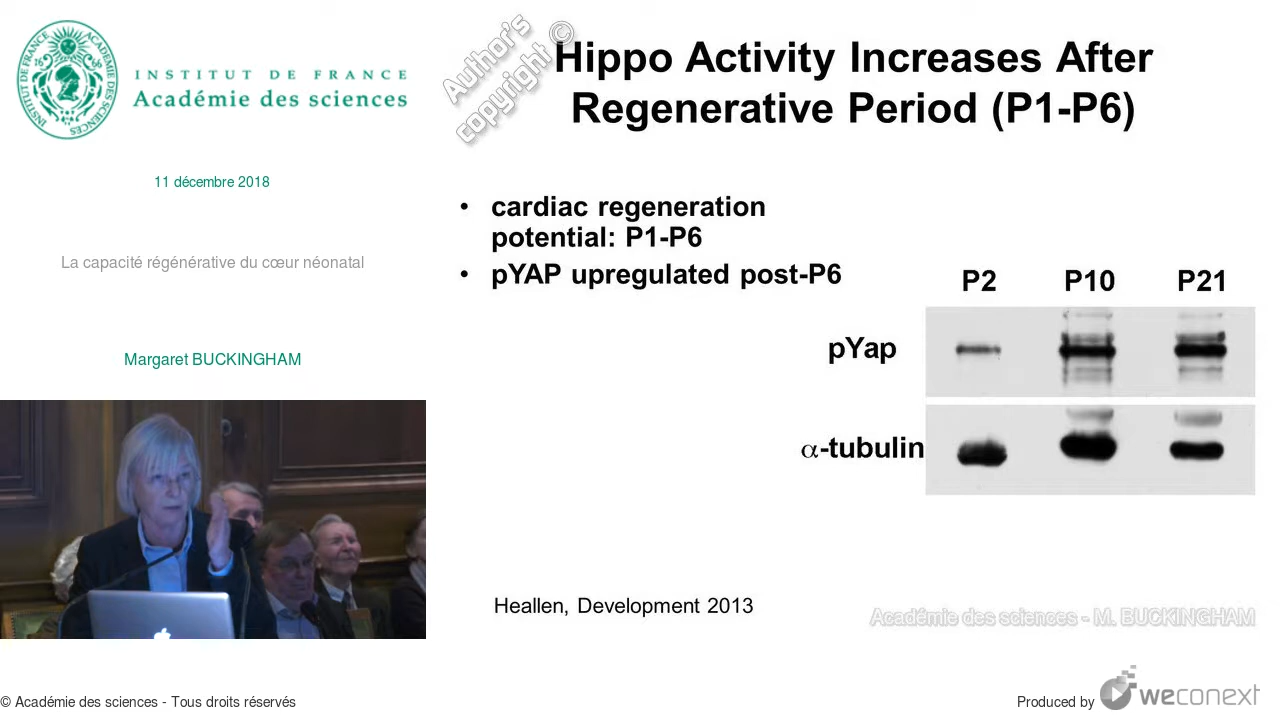 INSTITUT DE FRANCE
Académie des sciences
11 décembre 2018
La capacité régénérative du cœur néonatal
Margaret BUCKINGHAM
Author's
copyright ©
Hippo Activity Increases After
Regenerative Period (P1-P6)
• cardiac regeneration
potential: P1-P6
• pYAP upregulated post-P6
P2 P10 P21
pYap
α-tubulin
Heallen, Development 2013
Académie des sciences - M. BUCKINGHAM
© Académie des sciences - Tous droits réservés
Produced by weconext